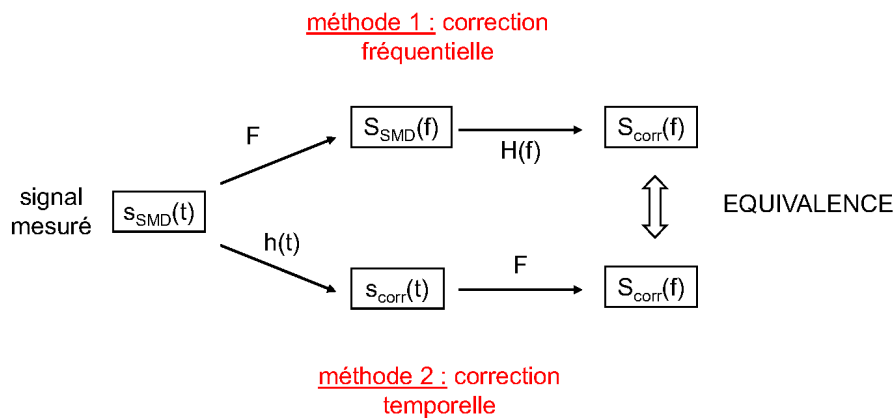 méthode 1 : correction
fréquentielle
F
S_SMD(f)
H(f)
S_corr(f)
signal
mesuré
s_SMD(t)
EQUIVALENCE
h(t)
s_corr(t)
F
S_corr(f)
méthode 2 : correction
temporelle